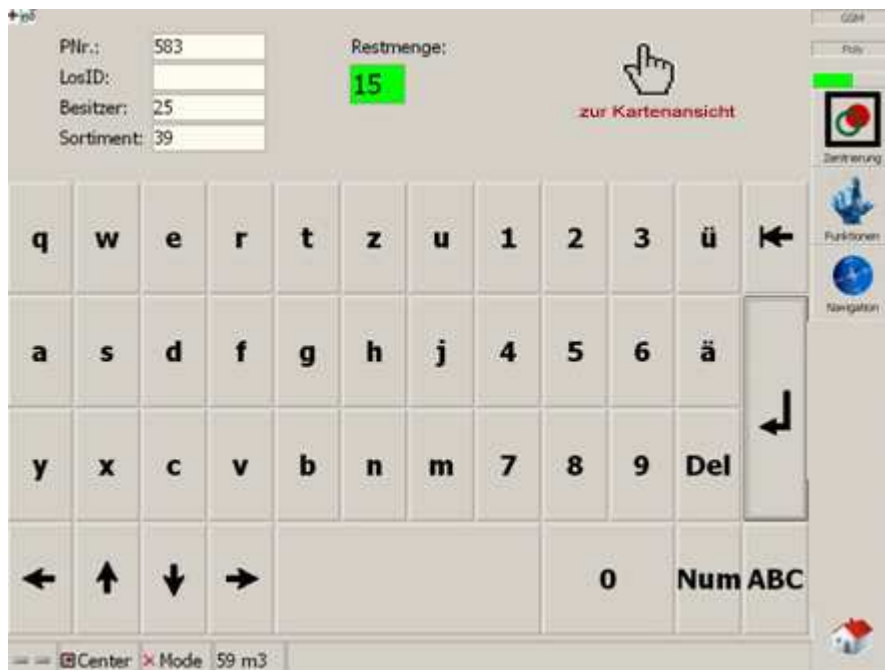 GSM
PNr.: 583 Restmenge:
Poly
LosID:
15
Besitzer: 25
zur Kartenansicht
Sortiment: 39
Zentrierung
q w e r t z u 1 2 3 ü
Funktionen
Navigation
a s d f g h j 4 5 6 ä
y x c v b n m 7 8 9 Del
0 Num ABC
Center Mode 59 m3